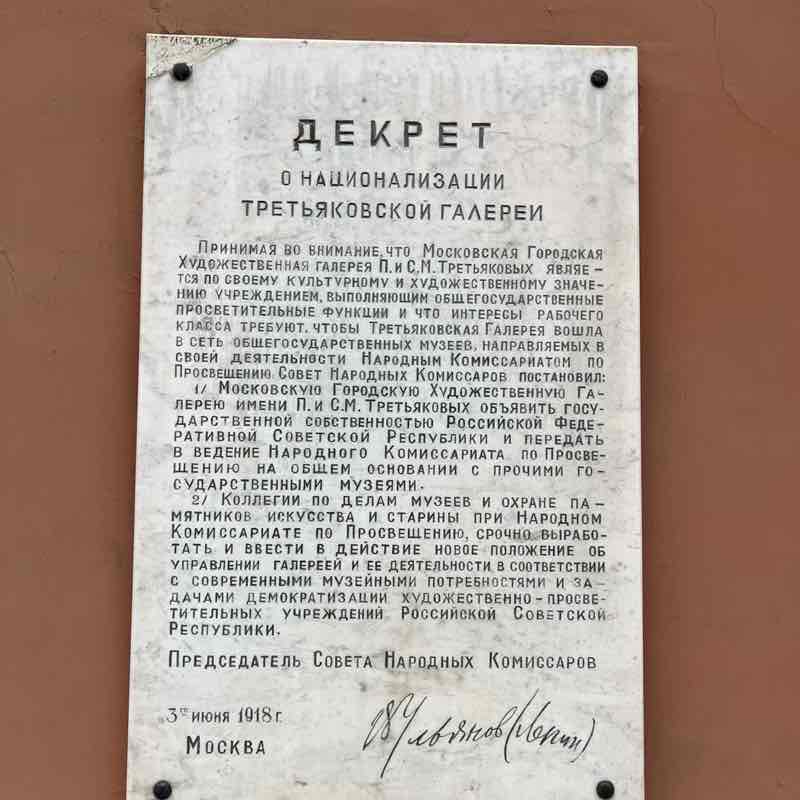 ДЕКРЕТ
О НАЦИОНАЛИЗАЦИИ
ТРЕТЬЯКОВСКОЙ ГАЛЕРЕИ
ПРИНИМАЯ ВО ВНИМАНИЕ, ЧТО МОСКОВСКАЯ ГОРОДСКАЯ
ХУДОЖЕСТВЕННАЯ ГАЛЕРЕЯ П. И С.М. ТРЕТЬЯКОВЫХ ЯВЛЯЕ-
ТСЯ ПО СВОЕМУ КУЛЬТУРНОМУ И ХУДОЖЕСТВЕННОМУ ЗНАЧЕ-
НИЮ УЧРЕЖДЕНИЕМ, ВЫПОЛНЯЮЩИМ ОБЩЕГОСУДАРСТВЕННЫЕ
ПРОСВЕТИТЕЛЬНЫЕ ФУНКЦИИ И ЧТО ИНТЕРЕСЫ РАБОЧЕГО
КЛАССА ТРЕБУЮТ, ЧТОБЫ ТРЕТЬЯКОВСКАЯ ГАЛЕРЕЯ ВОШЛА
В СЕТЬ ОБЩЕГОСУДАРСТВЕННЫХ МУЗЕЕВ, НАПРАВЛЯЕМЫХ В
СВОЕЙ ДЕЯТЕЛЬНОСТИ НАРОДНЫМ КОМИССАРИАТОМ ПО
ПРОСВЕЩЕНИЮ СОВЕТ НАРОДНЫХ КОМИССАРОВ ПОСТАНОВИЛ:
1/ МОСКОВСКУЮ ГОРОДСКУЮ ХУДОЖЕСТВЕННУЮ ГА-
ЛЕРЕЮ ИМЕНИ П. И С.М. ТРЕТЬЯКОВЫХ ОБЪЯВИТЬ ГОСУ-
ДАРСТВЕННОЙ СОБСТВЕННОСТЬЮ РОССИЙСКОЙ ФЕДЕ-
РАТИВНОЙ СОВЕТСКОЙ РЕСПУБЛИКИ И ПЕРЕДАТЬ
В ВЕДЕНИЕ НАРОДНОГО КОМИССАРИАТА ПО ПРОСВЕ-
ЩЕНИЮ НА ОБЩЕМ ОСНОВАНИИ С ПРОЧИМИ ГО-
СУДАРСТВЕННЫМИ МУЗЕЯМИ.
2/ КОЛЛЕГИИ ПО ДЕЛАМ МУЗЕЕВ И ОХРАНЕ ПА-
МЯТНИКОВ ИСКУССТВА И СТАРИНЫ ПРИ НАРОДНОМ
КОМИССАРИАТЕ ПО ПРОСВЕЩЕНИЮ, СРОЧНО ВЫРАБО-
ТАТЬ И ВВЕСТИ В ДЕЙСТВИЕ НОВОЕ ПОЛОЖЕНИЕ ОБ
УПРАВЛЕНИИ ГАЛЕРЕЕЙ И ЕЕ ДЕЯТЕЛЬНОСТИ В СООТВЕТСТВИИ
С СОВРЕМЕННЫМИ МУЗЕЙНЫМИ ПОТРЕБНОСТЯМИ И ЗА-
ДАЧАМИ ДЕМОКРАТИЗАЦИИ ХУДОЖЕСТВЕННО-ПРОСВЕ-
ТИТЕЛЬНЫХ УЧРЕЖДЕНИЙ РОССИЙСКОЙ СОВЕТСКОЙ
РЕСПУБЛИКИ.
ПРЕДСЕДАТЕЛЬ СОВЕТА НАРОДНЫХ КОМИССАРОВ
3ГО ИЮНЯ 1918 Г.
МОСКВА
В Ульянов (Ленин)